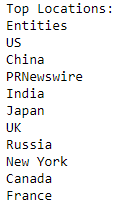 Top Locations:
Entities
US
China
PRNewswire
India
Japan
UK
Russia
New York
Canada
France